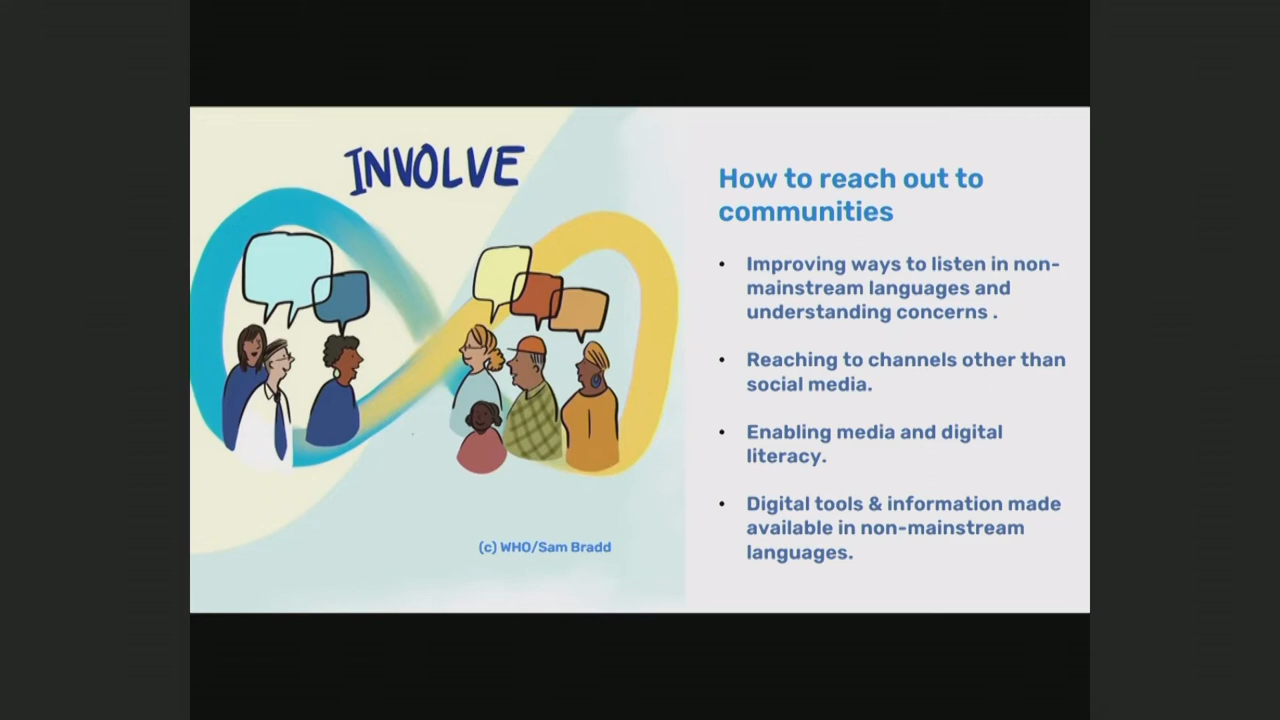 INVOLVE
(c) WHO/Sam Bradd
How to reach out to
communities
• Improving ways to listen in non-
mainstream languages and
understanding concerns .
• Reaching to channels other than
social media.
• Enabling media and digital
literacy.
• Digital tools & information made
available in non-mainstream
languages.